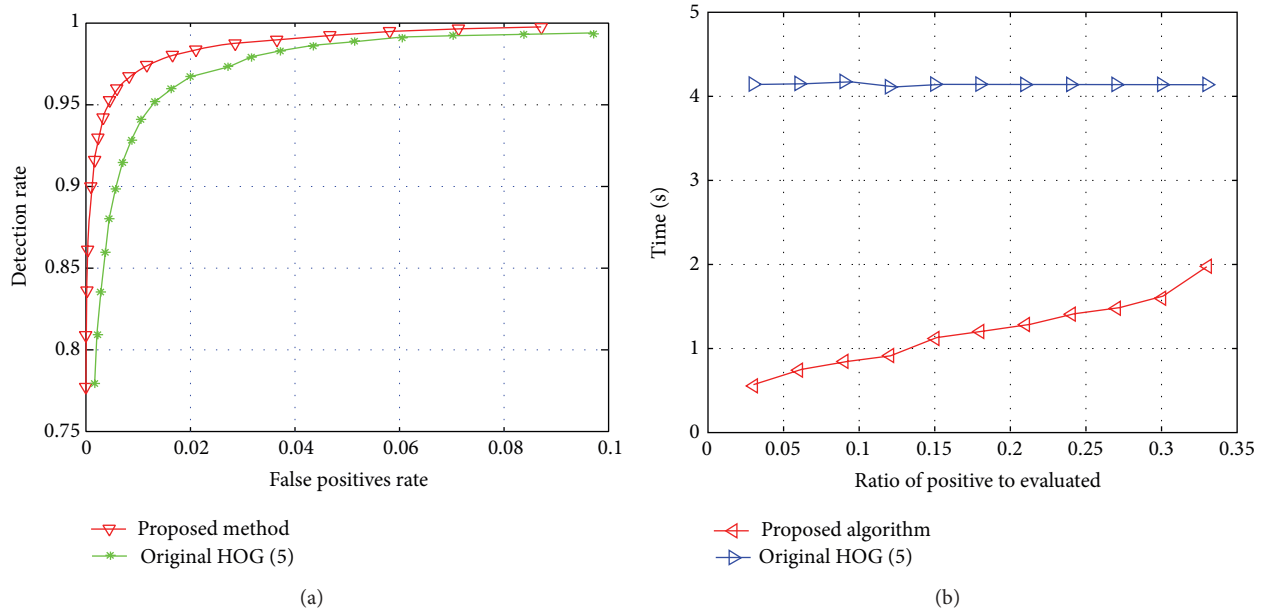 1
0.95
0.9
0.85
0.8
0.75
Detection rate
0 0.02 0.04 0.06 0.08 0.1
False positives rate
Proposed method
Original HOG (5)
(a)
5
4
3
2
1
0
Time (s)
0 0.05 0.1 0.15 0.2 0.25 0.3 0.35
Ratio of positive to evaluated
Proposed algorithm
Original HOG (5)
(b)